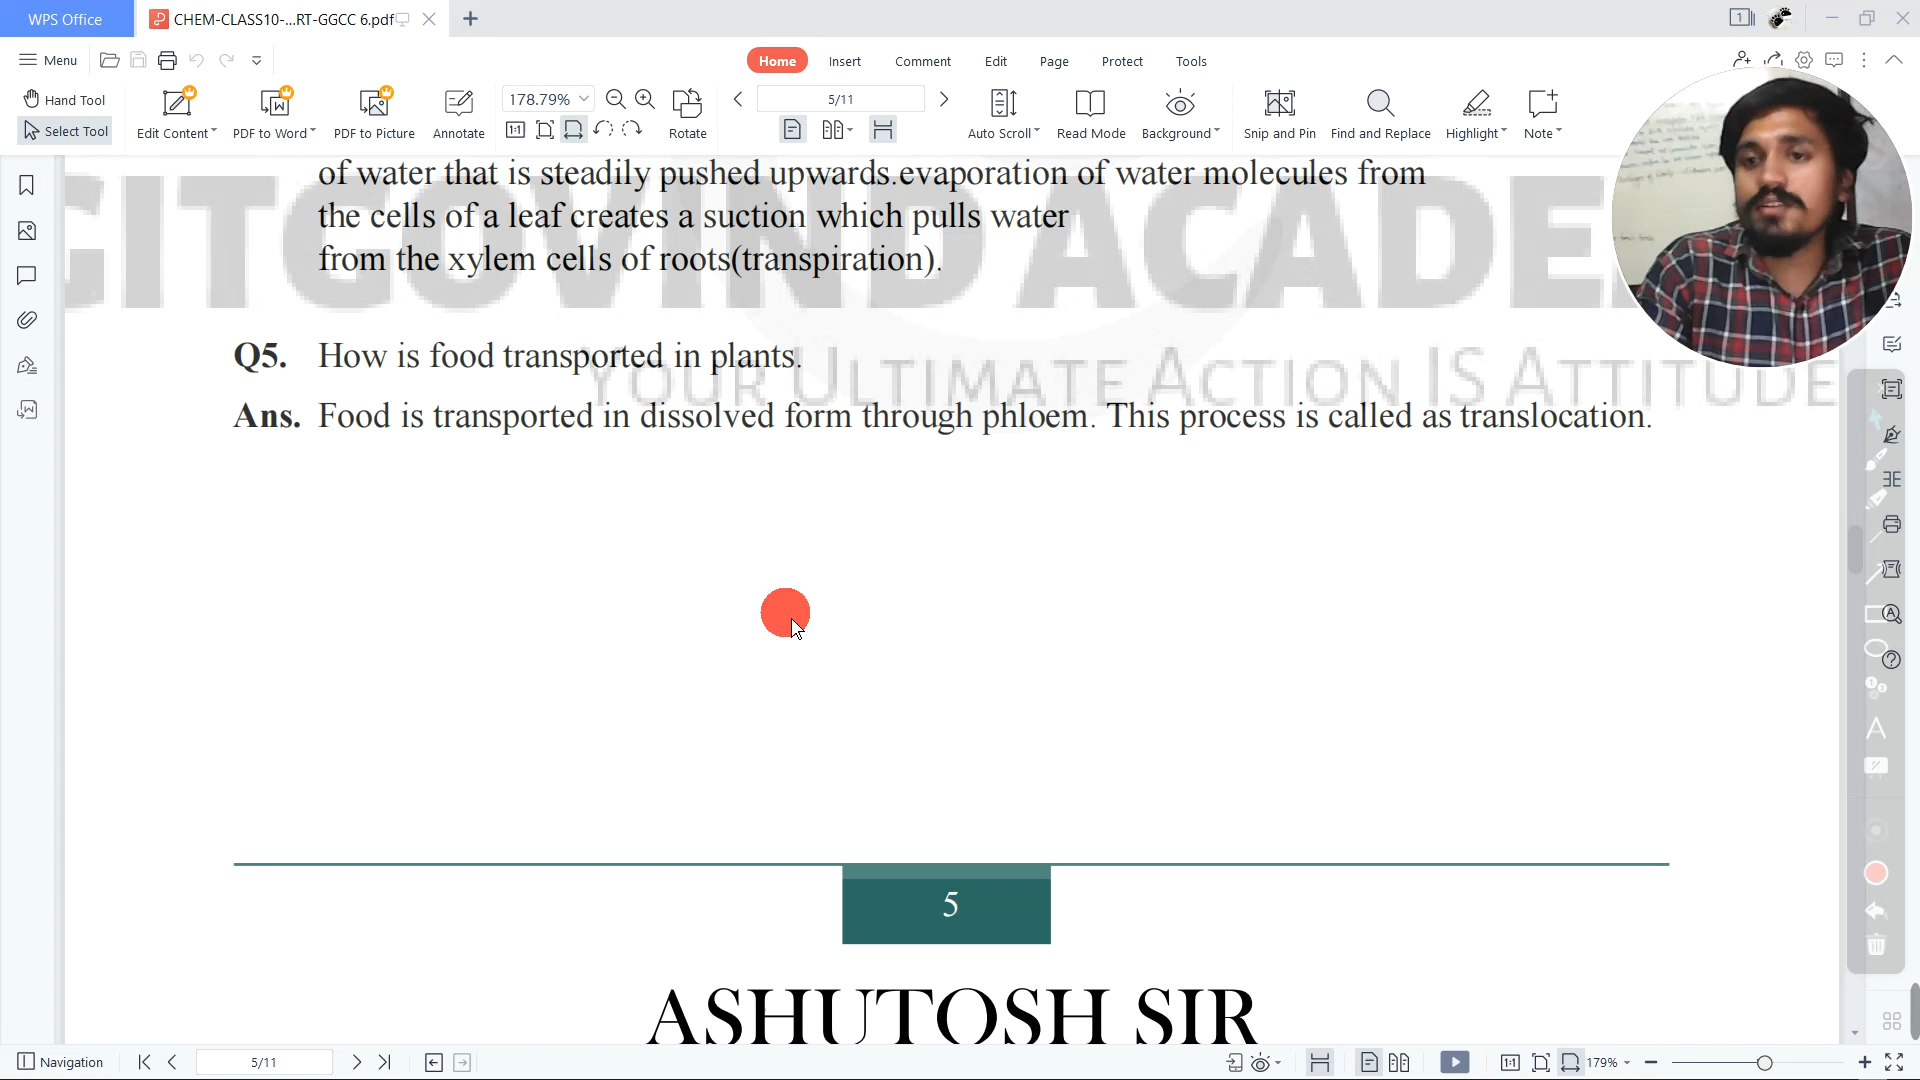 WPS Office
CHEM-CLASS10-...RT-GGCC 6.pdf
1
Menu
Home
Insert
Comment
Edit
Page
Protect
Tools
Hand Tool
Select Tool
Edit Content
PDF to Word
PDF to Picture
Annotate
178.79%
Rotate
5/11
Auto Scroll
Read Mode
Background
Snip and Pin
Find and Replace
Highlight
Note
GITGOVIND ACADE
YOUR ULTIMATE ACTION IS ATTITUDE
of water that is steadily pushed upwards.evaporation of water molecules from
the cells of a leaf creates a suction which pulls water
from the xylem cells of roots(transpiration).
Q5. How is food transported in plants.
Ans. Food is transported in dissolved form through phloem. This process is called as translocation.
5
ASHUTOSH SIR
Navigation
5/11
179%